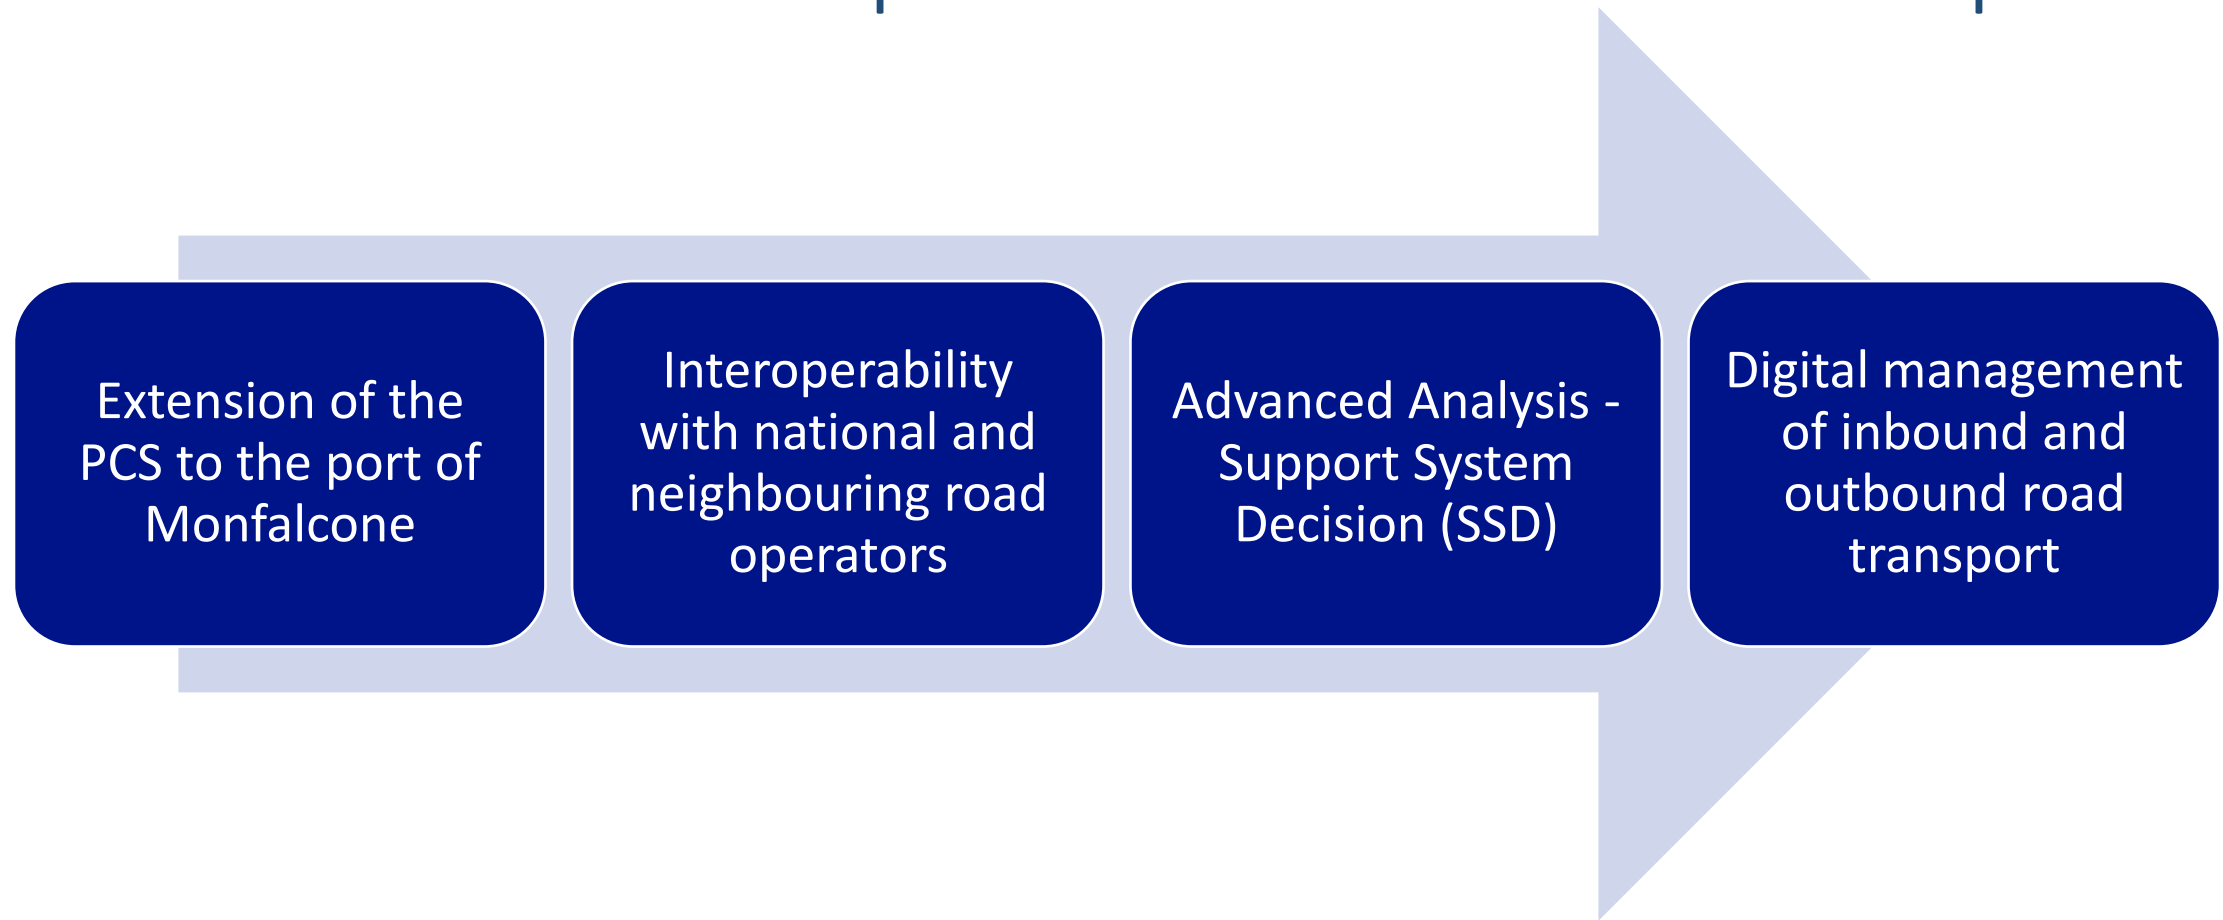 Extension of the
PCS to the port of
Monfalcone
Interoperability
with national and
neighbouring road
operators
Advanced Analysis -
Support System
Decision (SSD)
Digital management
of inbound and
outbound road
transport